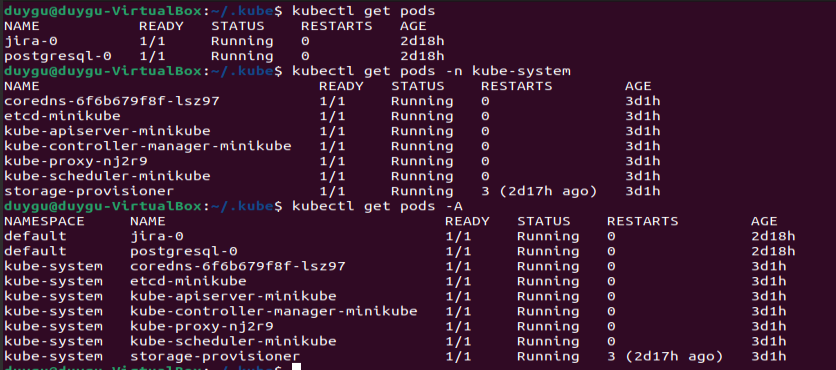 duygu@duygu-VirtualBox:~/.kube$ kubectl get pods
NAME READY STATUS RESTARTS AGE
jira-0 1/1 Running 0 2d18h
postgresql-0 1/1 Running 0 2d18h
duygu@duygu-VirtualBox:~/.kube$ kubectl get pods -n kube-system
NAME READY STATUS RESTARTS AGE
coredns-6f6b679f8f-lsz97 1/1 Running 0 3d1h
etcd-minikube 1/1 Running 0 3d1h
kube-apiserver-minikube 1/1 Running 0 3d1h
kube-controller-manager-minikube 1/1 Running 0 3d1h
kube-proxy-nj2r9 1/1 Running 0 3d1h
kube-scheduler-minikube 1/1 Running 0 3d1h
storage-provisioner 1/1 Running 3 (2d17h ago) 3d1h
duygu@duygu-VirtualBox:~/.kube$ kubectl get pods -A
NAMESPACE NAME READY STATUS RESTARTS AGE
default jira-0 1/1 Running 0 2d18h
default postgresql-0 1/1 Running 0 2d18h
kube-system coredns-6f6b679f8f-lsz97 1/1 Running 0 3d1h
kube-system etcd-minikube 1/1 Running 0 3d1h
kube-system kube-apiserver-minikube 1/1 Running 0 3d1h
kube-system kube-controller-manager-minikube 1/1 Running 0 3d1h
kube-system kube-proxy-nj2r9 1/1 Running 0 3d1h
kube-system kube-scheduler-minikube 1/1 Running 0 3d1h
kube-system storage-provisioner 1/1 Running 3 (2d17h ago) 3d1h
duygu@duygu-VirtualBox:~/.kube$